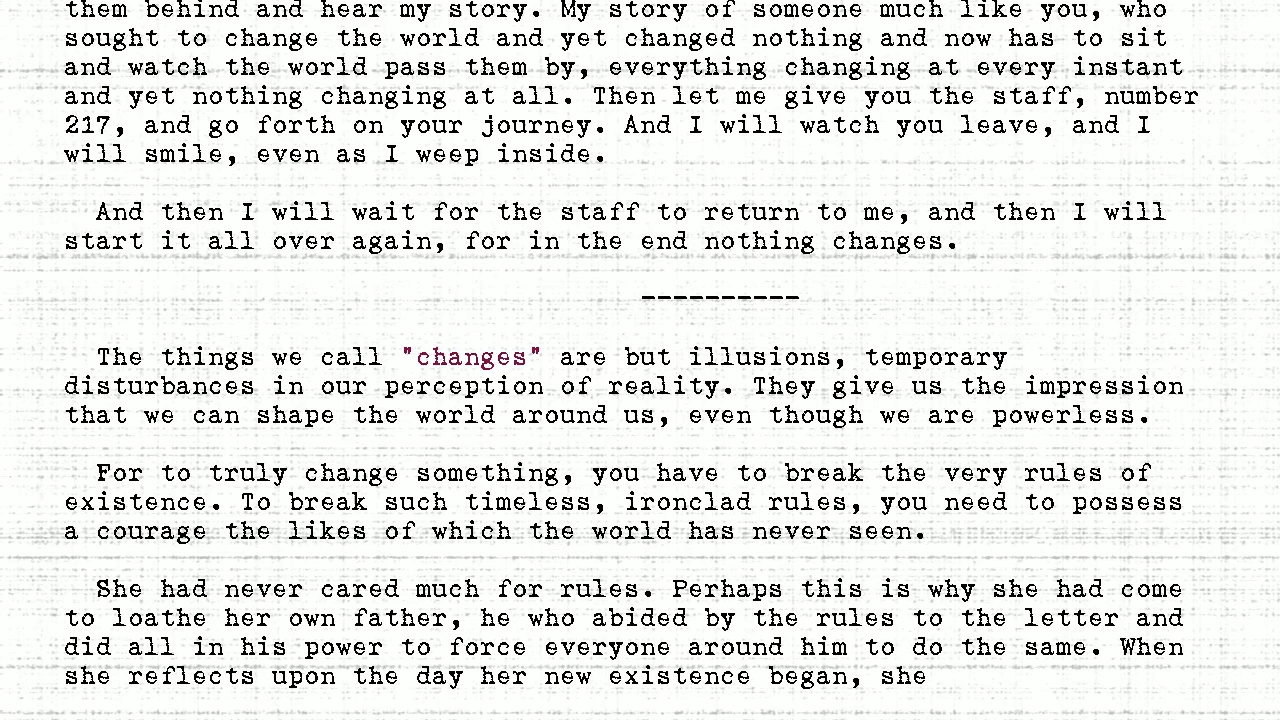 them behind and hear my story. My story of someone much like you, who
sought to change the world and yet changed nothing and now has to sit
and watch the world pass them by, everything changing at every instant
and yet nothing changing at all. Then let me give you the staff, number
217, and go forth on your journey. And I will watch you leave, and I
will smile, even as I weep inside.
And then I will wait for the staff to return to me, and then I will
start it all over again, for in the end nothing changes.
----------
The things we call "changes" are but illusions, temporary
disturbances in our perception of reality. They give us the impression
that we can shape the world around us, even though we are powerless.
For to truly change something, you have to break the very rules of
existence. To break such timeless, ironclad rules, you need to possess
a courage the likes of which the world has never seen.
She had never cared much for rules. Perhaps this is why she had come
to loathe her own father, he who abided by the rules to the letter and
did all in his power to force everyone around him to do the same. When
she reflects upon the day her new existence began, she